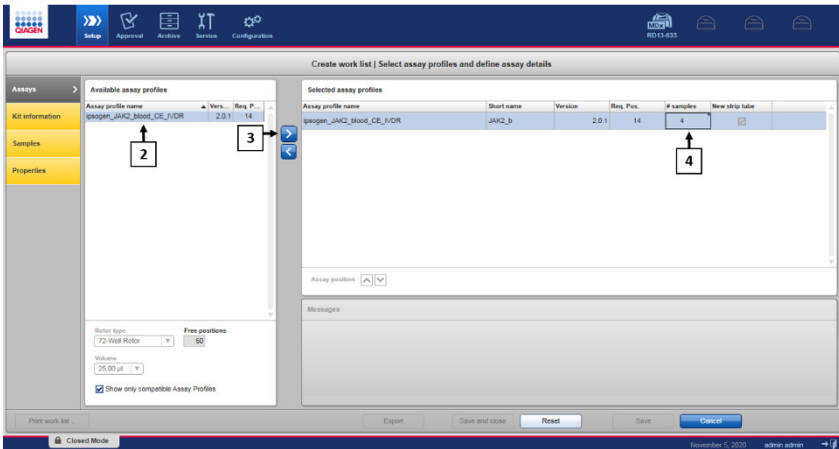 QIAGEN
Setup Approval Archive Service Configuration
MDx
RD13-033
Create work list | Select assay profiles and define assay details
Assays
Kit information
Samples
Properties
Available assay profiles
Assay profile name Vers... Req. P...
ipsogen_JAK2_blood_CE_IVDR 2.0.1 14
2
3
Rotor type Free positions
72-Well Rotor 50
Volume
25,00 µl
Show only compatible Assay Profiles
Selected assay profiles
Assay profile name Short name Version Req. Pos. # samples New strip tube
ipsogen_JAK2_blood_CE_IVDR JAK2_b 2.0.1 14 4
4
Assay position
Messages
Print work list... Export Save and close Reset Save Cancel
Closed Mode November 5, 2020 admin admin